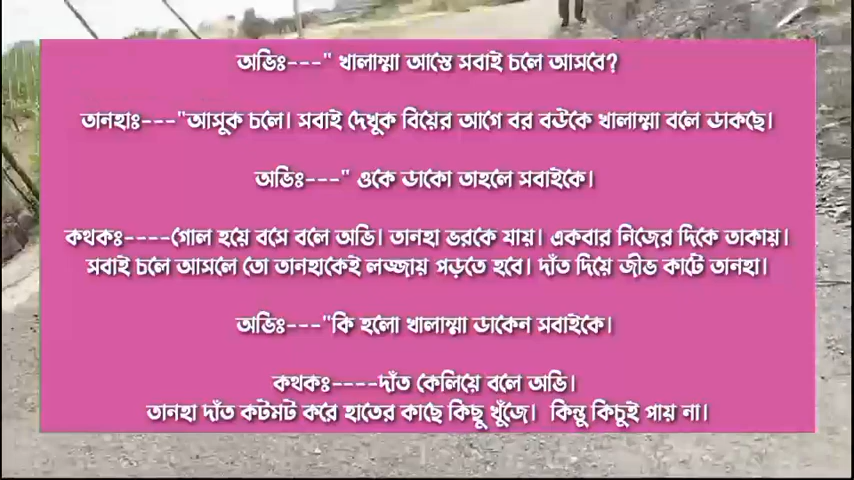 অভিঃ---" খালাম্মা আস্তে সবাই চলে আসবে?
তানহাঃ---"আসুক চলে। সবাই দেখুক বিয়ের আগে বর বউকে খালাম্মা বলে ডাকছে।
অভিঃ---" ওকে ডাকো তাহলে সবাইকে।
কথকঃ----গোল হয়ে বসে বলে অভি। তানহা ভরকে যায়। একবার নিজের দিকে তাকায়।
সবাই চলে আসলে তো তানহাকেই লজ্জায় পড়তে হবে। দাঁত দিয়ে জীভ কাটে তানহা।
অভিঃ---"কি হলো খালাম্মা ডাকেন সবাইকে।
কথকঃ----দাঁত কেলিয়ে বলে অভি।
তানহা দাঁত কটমট করে হাতের কাছে কিছু খুঁজে। কিন্তু কিচুই পায় না।